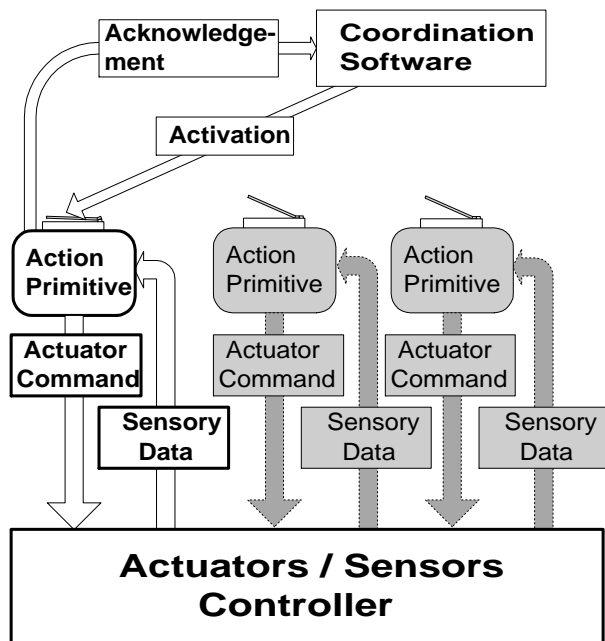 Acknowledge-
ment
Coordination
Software
Activation
Action
Primitive
Action
Primitive
Action
Primitive
Actuator
Command
Actuator
Command
Actuator
Command
Sensory
Data
Sensory
Data
Sensory
Data
Actuators / Sensors
Controller